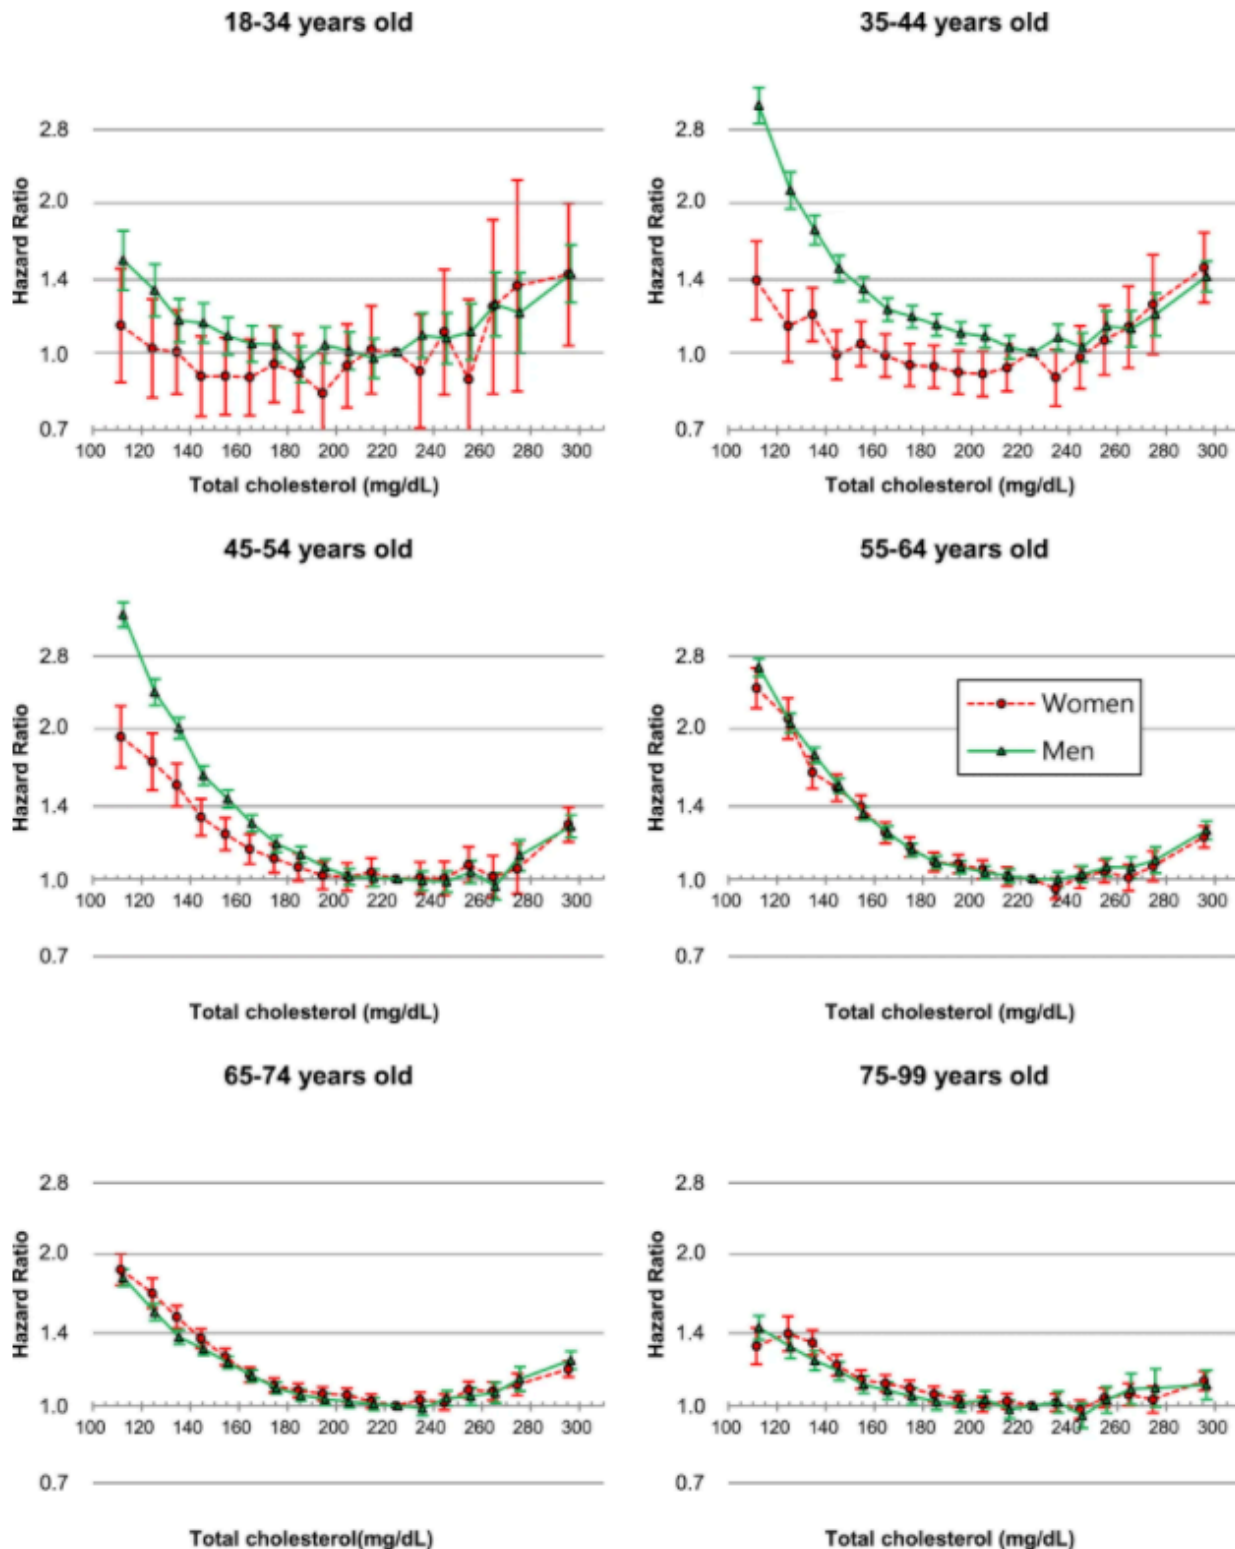 18-34 years old
35-44 years old
Hazard Ratio
2.8
2.0
1.4
1.0
0.7
100 120 140 160 180 200 220 240 260 280 300
Total cholesterol (mg/dL)
Hazard Ratio
2.8
2.0
1.4
1.0
0.7
100 120 140 160 180 200 220 240 260 280 300
Total cholesterol (mg/dL)
45-54 years old
55-64 years old
Hazard Ratio
2.8
2.0
1.4
1.0
100 120 140 160 180 200 220 240 260 280 300
0.7
Total cholesterol (mg/dL)
Hazard Ratio
2.8
2.0
1.4
1.0
100 120 140 160 180 200 220 240 260 280 300
0.7
Total cholesterol (mg/dL)
Women
Men
65-74 years old
75-99 years old
Hazard Ratio
2.8
2.0
1.4
1.0
100 120 140 160 180 200 220 240 260 280 300
0.7
Total cholesterol(mg/dL)
Hazard Ratio
2.8
2.0
1.4
1.0
100 120 140 160 180 200 220 240 260 280 300
0.7
Total cholesterol (mg/dL)